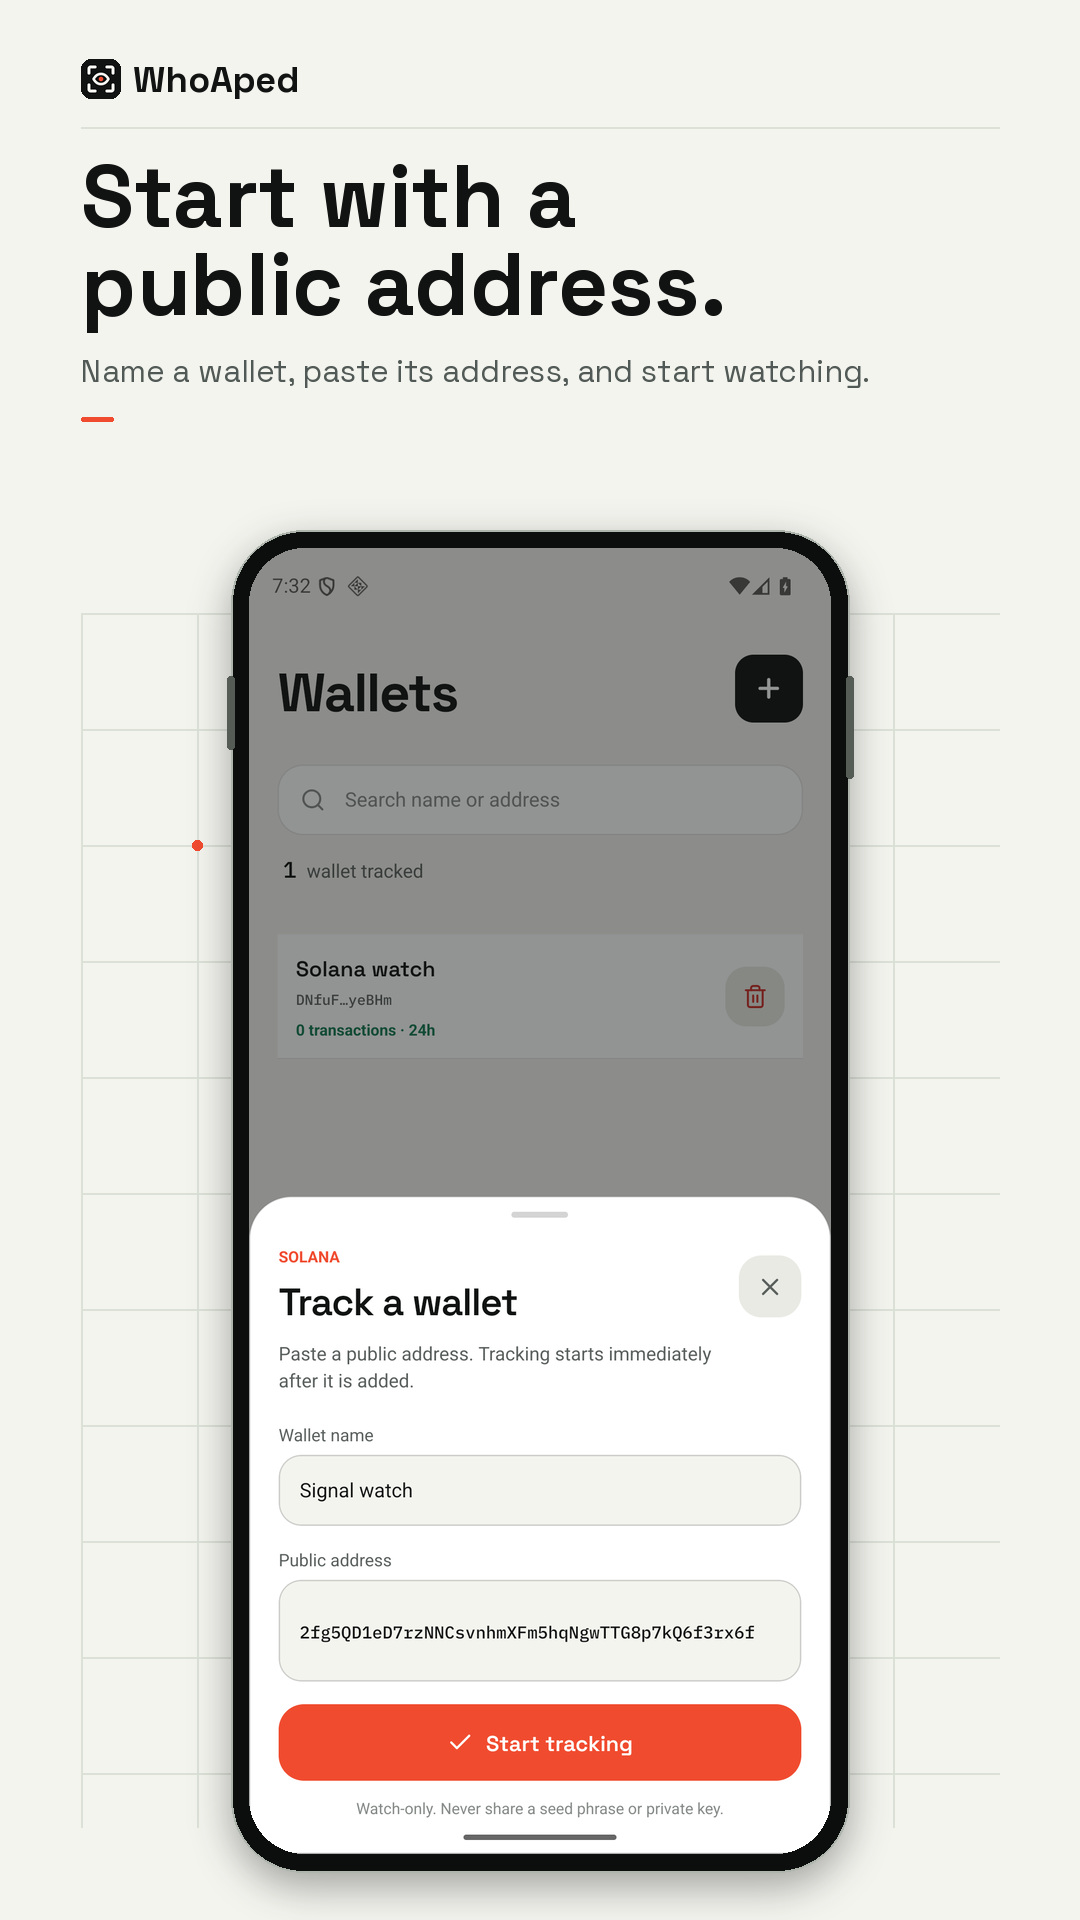 WhoAped
Start with a
public address.
Name a wallet, paste its address, and start watching.
7:32
Wallets
Search name or address
1 wallet tracked
Solana watch
DNfuF…yeBHm
0 transactions · 24h
SOLANA
Track a wallet
Paste a public address. Tracking starts immediately
after it is added.
Wallet name
Signal watch
Public address
2fg5QD1eD7rzNNCsvnhmXFm5hqNgwTTG8p7kQ6f3rx6f
Start tracking
Watch-only. Never share a seed phrase or private key.